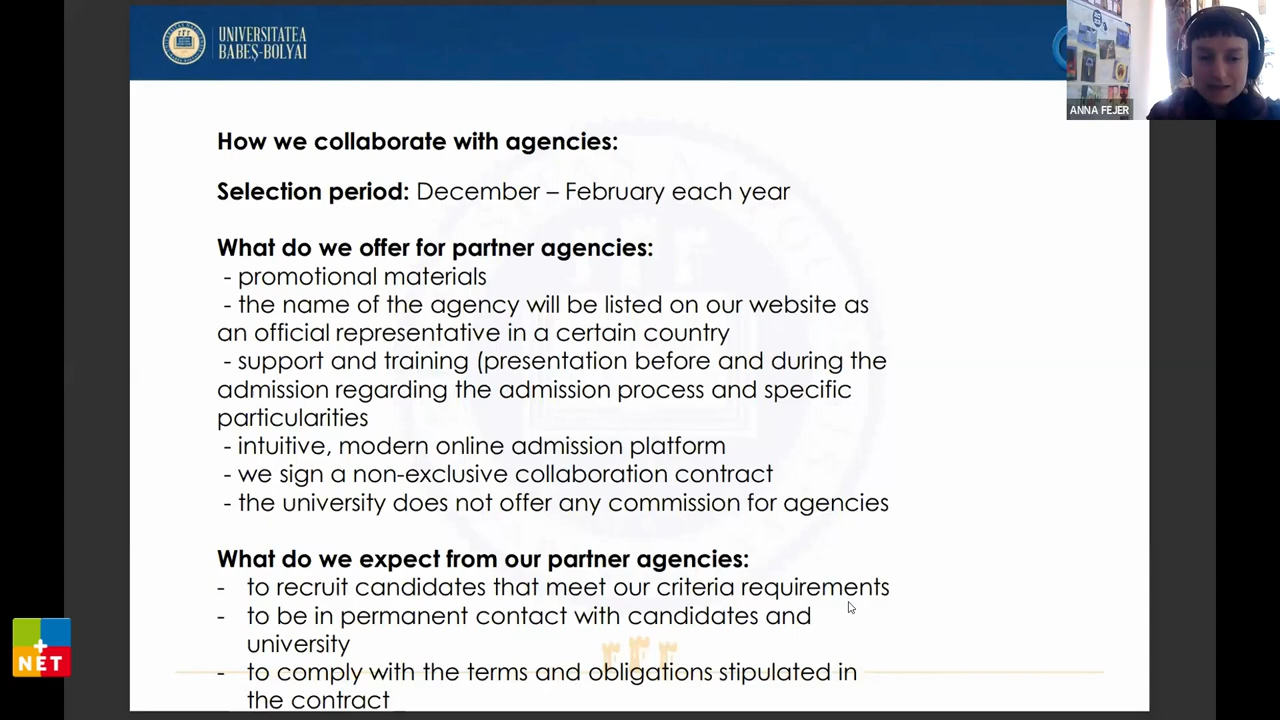 UNIVERSITATEA
BABEȘ-BOLYAI
ANNA FEJER
How we collaborate with agencies:
Selection period: December – February each year
What do we offer for partner agencies:
- promotional materials
- the name of the agency will be listed on our website as
an official representative in a certain country
- support and training (presentation before and during the
admission regarding the admission process and specific
particularities
- intuitive, modern online admission platform
- we sign a non-exclusive collaboration contract
- the university does not offer any commission for agencies
What do we expect from our partner agencies:
- to recruit candidates that meet our criteria requirements
- to be in permanent contact with candidates and
university
- to comply with the terms and obligations stipulated in
the contract
+
NET